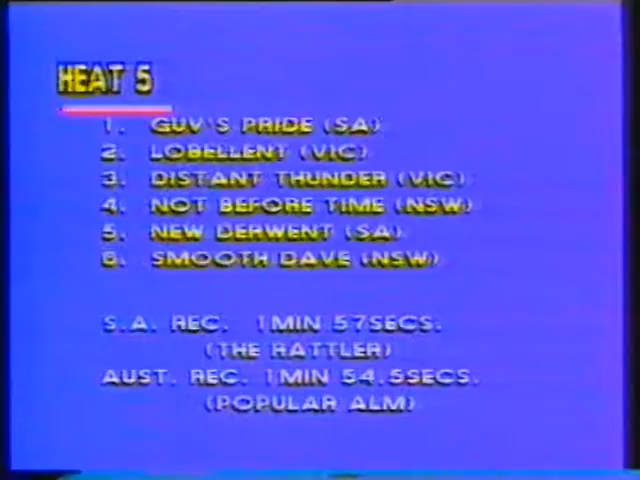 HEAT 5
1. GUV'S PRIDE (SA)
2. LOBELLENT (VIC)
3. DISTANT THUNDER (VIC)
4. NOT BEFORE TIME (NSW)
5. NEW DERWENT (SA)
6. SMOOTH DAVE (NSW)
S.A. REC. 1MIN 57SECS.
(THE RATTLER)
AUST. REC. 1MIN 54.5SECS.
(POPULAR ALM)